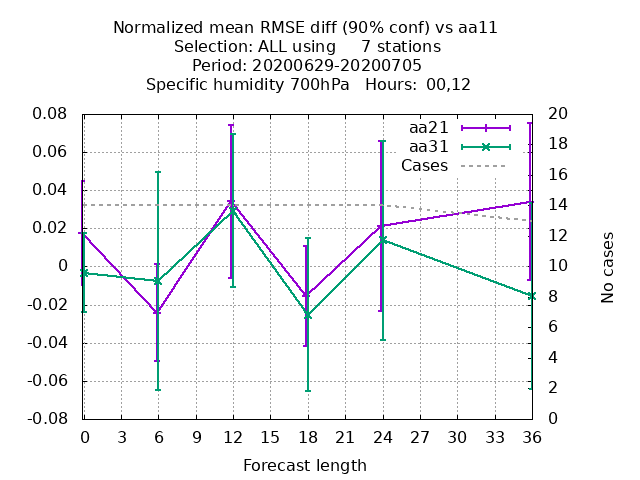 Normalized mean RMSE diff (90% conf) vs aa11
Selection: ALL using     7 stations
Period: 20200629-20200705
Specific humidity 700hPa   Hours: 00,12
0.08
0.06
0.04
0.02
0
-0.02
-0.04
-0.06
-0.08
20
18
16
14
12
10
8
6
4
2
0
aa21
aa31
Cases
No cases
0 3 6 9 12 15 18 21 24 27 30 33 36
Forecast length